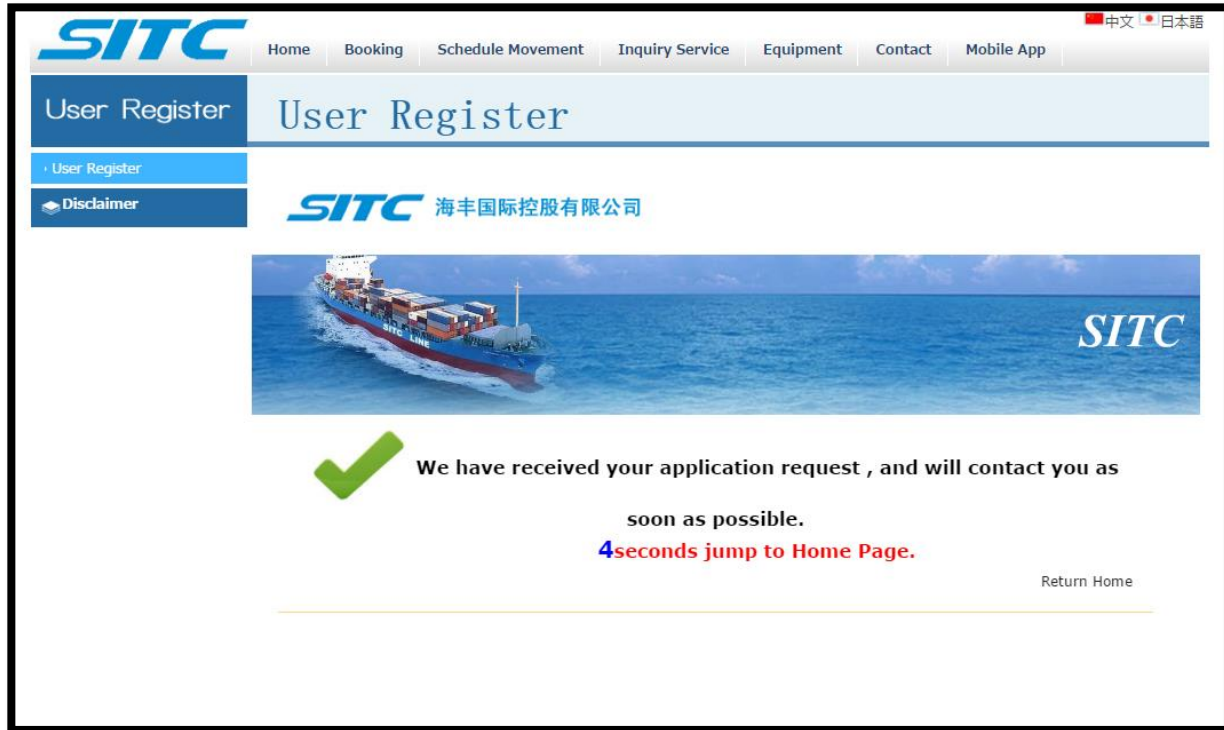 SITC
中文 日本語
Home Booking Schedule Movement Inquiry Service Equipment Contact Mobile App
User Register
User Register
User Register
Disclaimer
SITC 海丰国际控股有限公司
SITC LINE
SITC
We have received your application request , and will contact you as
soon as possible.
4seconds jump to Home Page.
Return Home